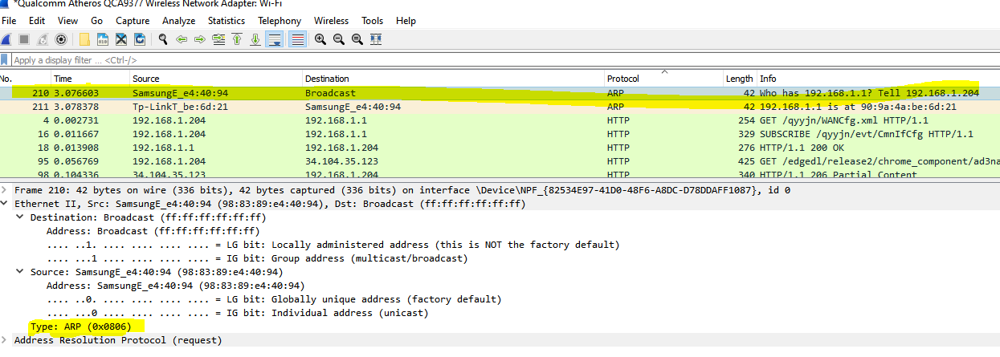 *Qualcomm Atheros QCA9377 Wireless Network Adapter: Wi-Fi
File Edit View Go Capture Analyze Statistics Telephony Wireless Tools Help
Apply a display filter ... <Ctrl-/>
No. Time Source Destination Protocol Length Info
210 3.076603 SamsungE_e4:40:94 Broadcast ARP 42 Who has 192.168.1.1? Tell 192.168.1.204
211 3.078378 Tp-LinkT_be:6d:21 SamsungE_e4:40:94 ARP 42 192.168.1.1 is at 90:9a:4a:be:6d:21
4 0.002731 192.168.1.204 192.168.1.1 HTTP 254 GET /qyyjn/WANCfg.xml HTTP/1.1
16 0.011667 192.168.1.204 192.168.1.1 HTTP 329 SUBSCRIBE /qyyjn/evt/CmnIfCfg HTTP/1.1
18 0.013908 192.168.1.1 192.168.1.204 HTTP 276 HTTP/1.1 200 OK
95 0.056769 192.168.1.204 34.104.35.123 HTTP 425 GET /edgedl/release2/chrome_component/ad3na
98 0.104336 34.104.35.123 192.168.1.204 HTTP 340 HTTP/1.1 206 Partial Content
Frame 210: 42 bytes on wire (336 bits), 42 bytes captured (336 bits) on interface \Device\NPF_{82534E97-41D0-48F6-A8DC-D78DDAFF1087}, id 0
Ethernet II, Src: SamsungE_e4:40:94 (98:83:89:e4:40:94), Dst: Broadcast (ff:ff:ff:ff:ff:ff)
Destination: Broadcast (ff:ff:ff:ff:ff:ff)
Address: Broadcast (ff:ff:ff:ff:ff:ff)
.... ..1. .... .... .... .... = LG bit: Locally administered address (this is NOT the factory default)
.... ...1 .... .... .... .... = IG bit: Group address (multicast/broadcast)
Source: SamsungE_e4:40:94 (98:83:89:e4:40:94)
Address: SamsungE_e4:40:94 (98:83:89:e4:40:94)
.... ..0. .... .... .... .... = LG bit: Globally unique address (factory default)
.... ...0 .... .... .... .... = IG bit: Individual address (unicast)
Type: ARP (0x0806)
Address Resolution Protocol (request)